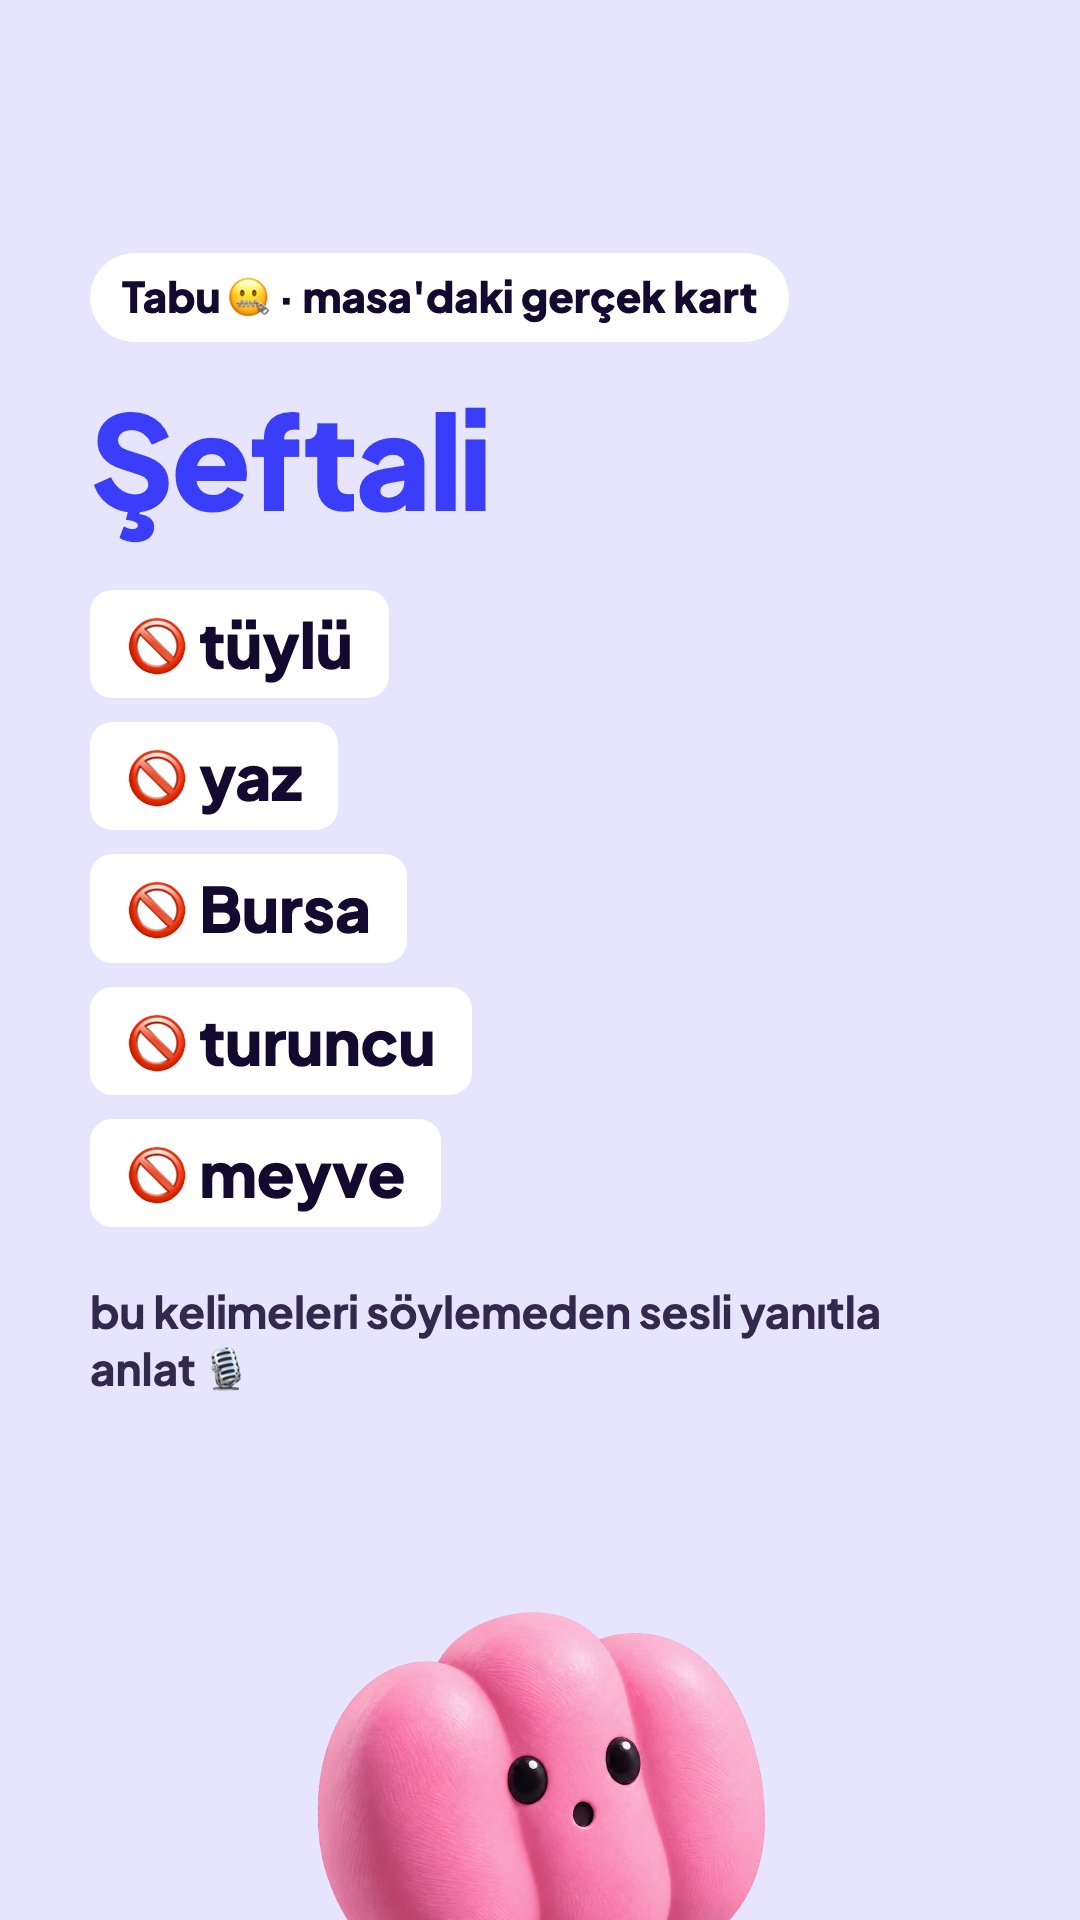 Tabu 🤐 · masa'daki gerçek kart
Şeftali
🚫 tüylü
🚫 yaz
🚫 Bursa
🚫 turuncu
🚫 meyve
bu kelimeleri söylemeden sesli yanıtla
anlat 🎙️